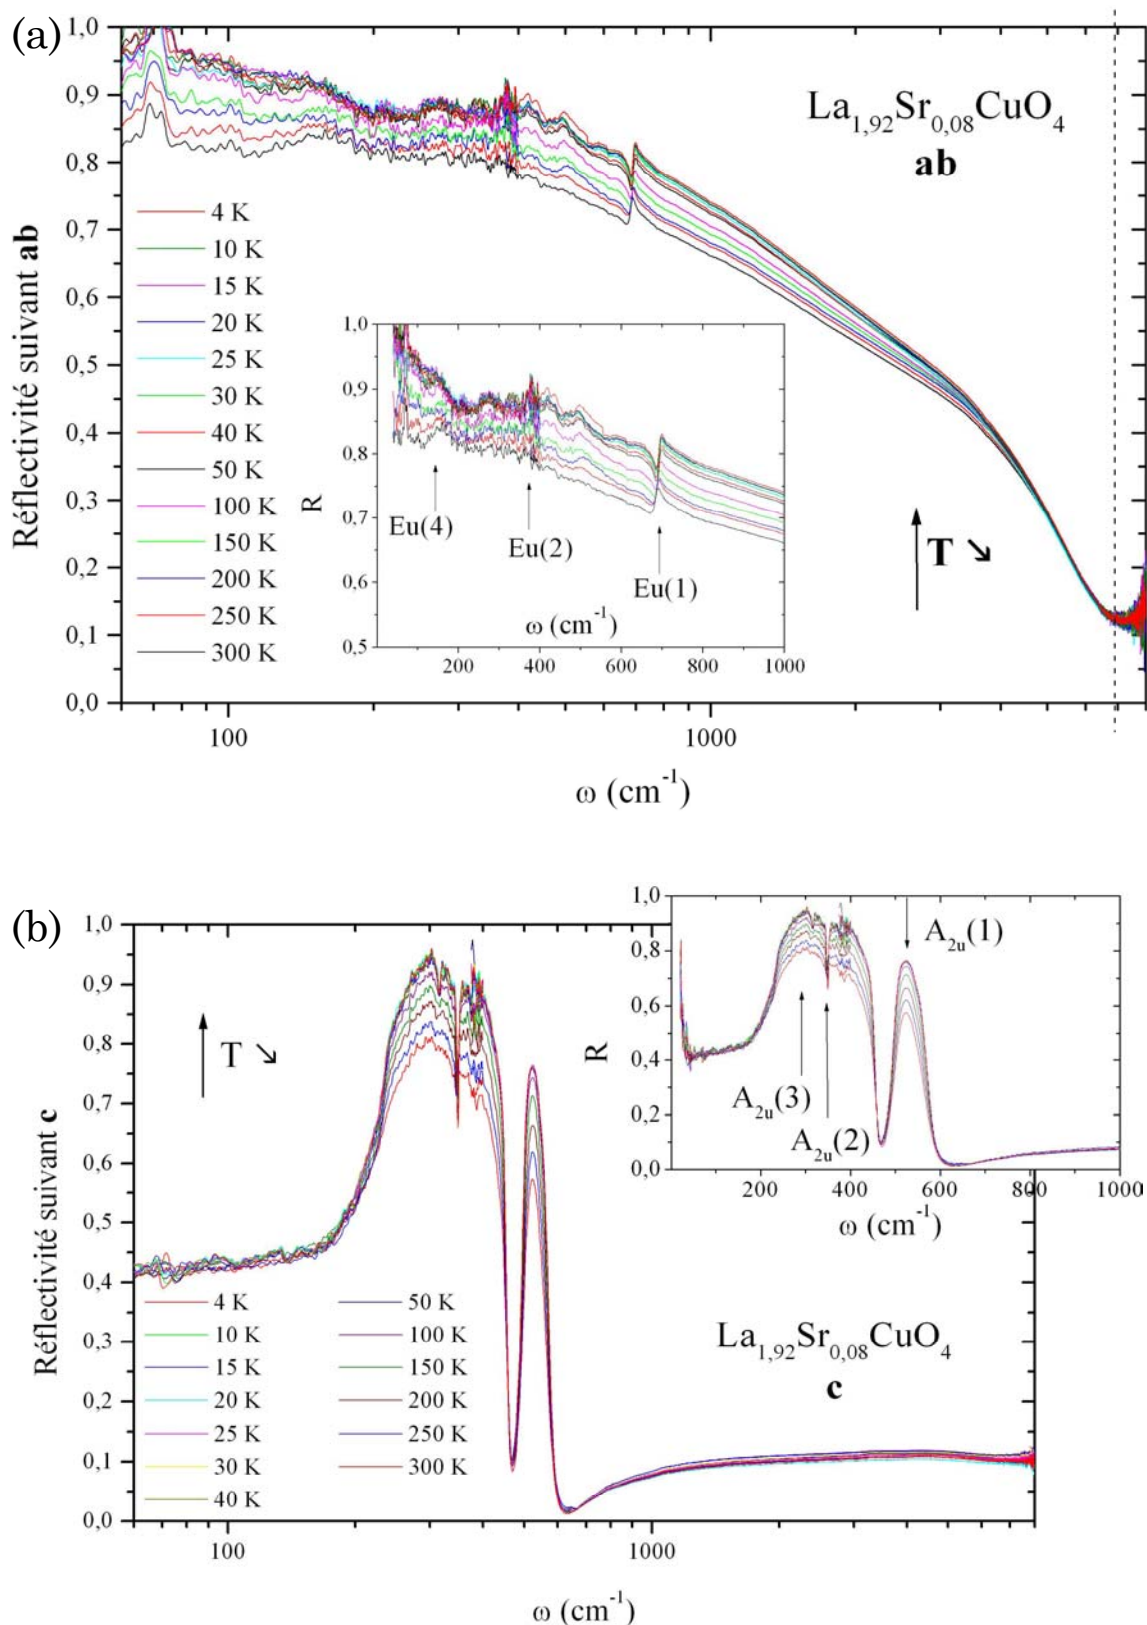 (a)
1,0
0,9
0,8
0,7
0,6
0,5
0,4
0,3
0,2
0,1
0,0
Réflectivité suivant ab
La1,92Sr0,08CuO4
ab
4 K
10 K
15 K
20 K
25 K
30 K
40 K
50 K
100 K
150 K
200 K
250 K
300 K
1,0
0,9
0,8
0,7
0,6
0,5
R
Eu(4)
Eu(2)
Eu(1)
ω (cm-1)
200 400 600 800 1000
T ↘
100 1000
ω (cm-1)
(b)
1,0
0,9
0,8
0,7
0,6
0,5
0,4
0,3
0,2
0,1
0,0
Réflectivité suivant c
T ↘
1,0
0,8
0,6
0,4
0,2
0,0
R
A2u(1)
A2u(3)
A2u(2)
200 400 600 800 1000
ω (cm-1)
4 K
10 K
15 K
20 K
25 K
30 K
40 K
50 K
100 K
150 K
200 K
250 K
300 K
La1,92Sr0,08CuO4
c
100 1000
ω (cm-1)